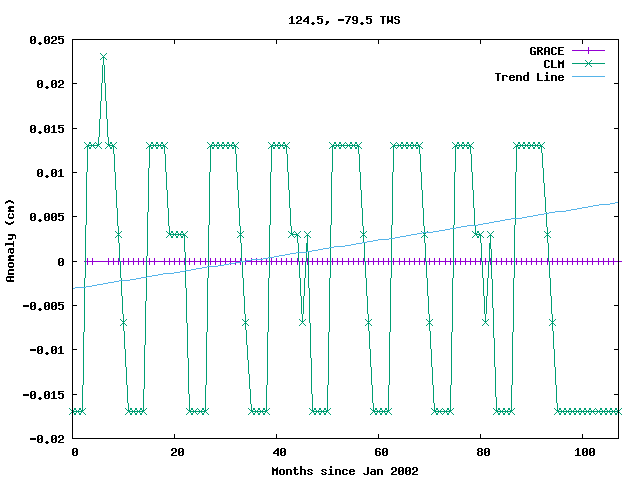 124.5, -79.5 TWS
GRACE
CLM
Trend Line
0.025
0.02
0.015
0.01
0.005
0
-0.005
-0.01
-0.015
-0.02
Anomaly (cm)
0 20 40 60 80 100
Months since Jan 2002